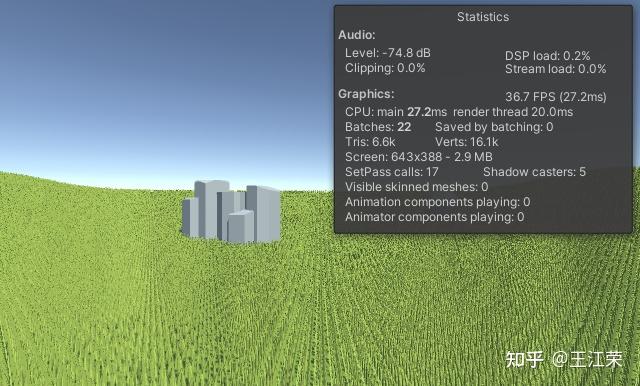 Statistics
Audio:
Level: -74.8 dB DSP load: 0.2%
Clipping: 0.0% Stream load: 0.0%
Graphics: 36.7 FPS (27.2ms)
CPU: main 27.2ms render thread 20.0ms
Batches: 22 Saved by batching: 0
Tris: 6.6k Verts: 16.1k
Screen: 643x388 - 2.9 MB
SetPass calls: 17 Shadow casters: 5
Visible skinned meshes: 0
Animation components playing: 0
Animator components playing: 0
知乎 @王江荣